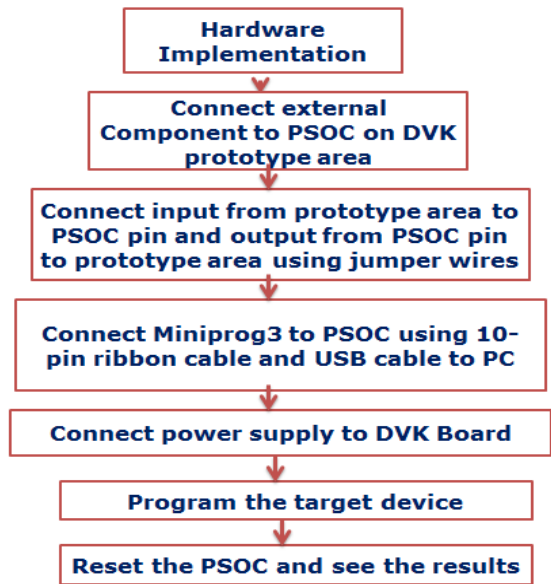 Hardware
Implementation
Connect external
Component to PSOC on DVK
prototype area
Connect input from prototype area to
PSOC pin and output from PSOC pin
to prototype area using jumper wires
Connect Miniprog3 to PSOC using 10-
pin ribbon cable and USB cable to PC
Connect power supply to DVK Board
Program the target device
Reset the PSOC and see the results